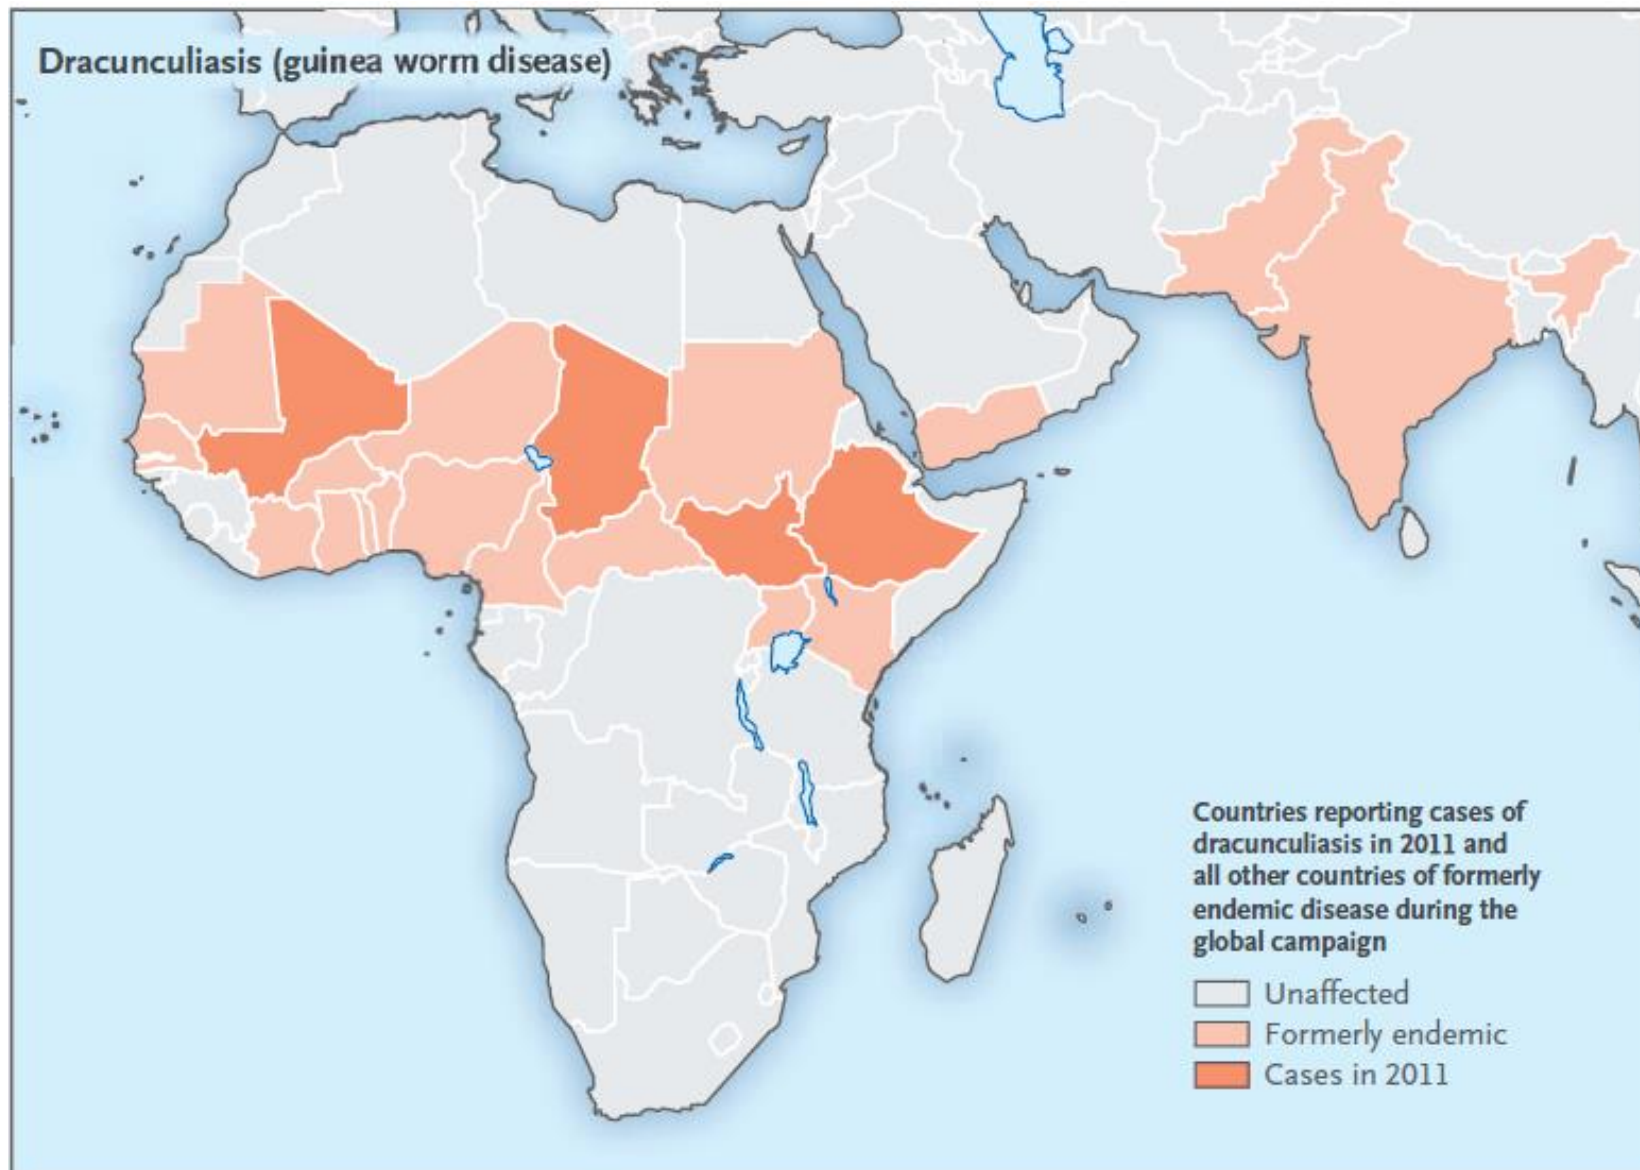 Dracunculiasis (guinea worm disease)
Countries reporting cases of
dracunculiasis in 2011 and
all other countries of formerly
endemic disease during the
global campaign
Unaffected
Formerly endemic
Cases in 2011